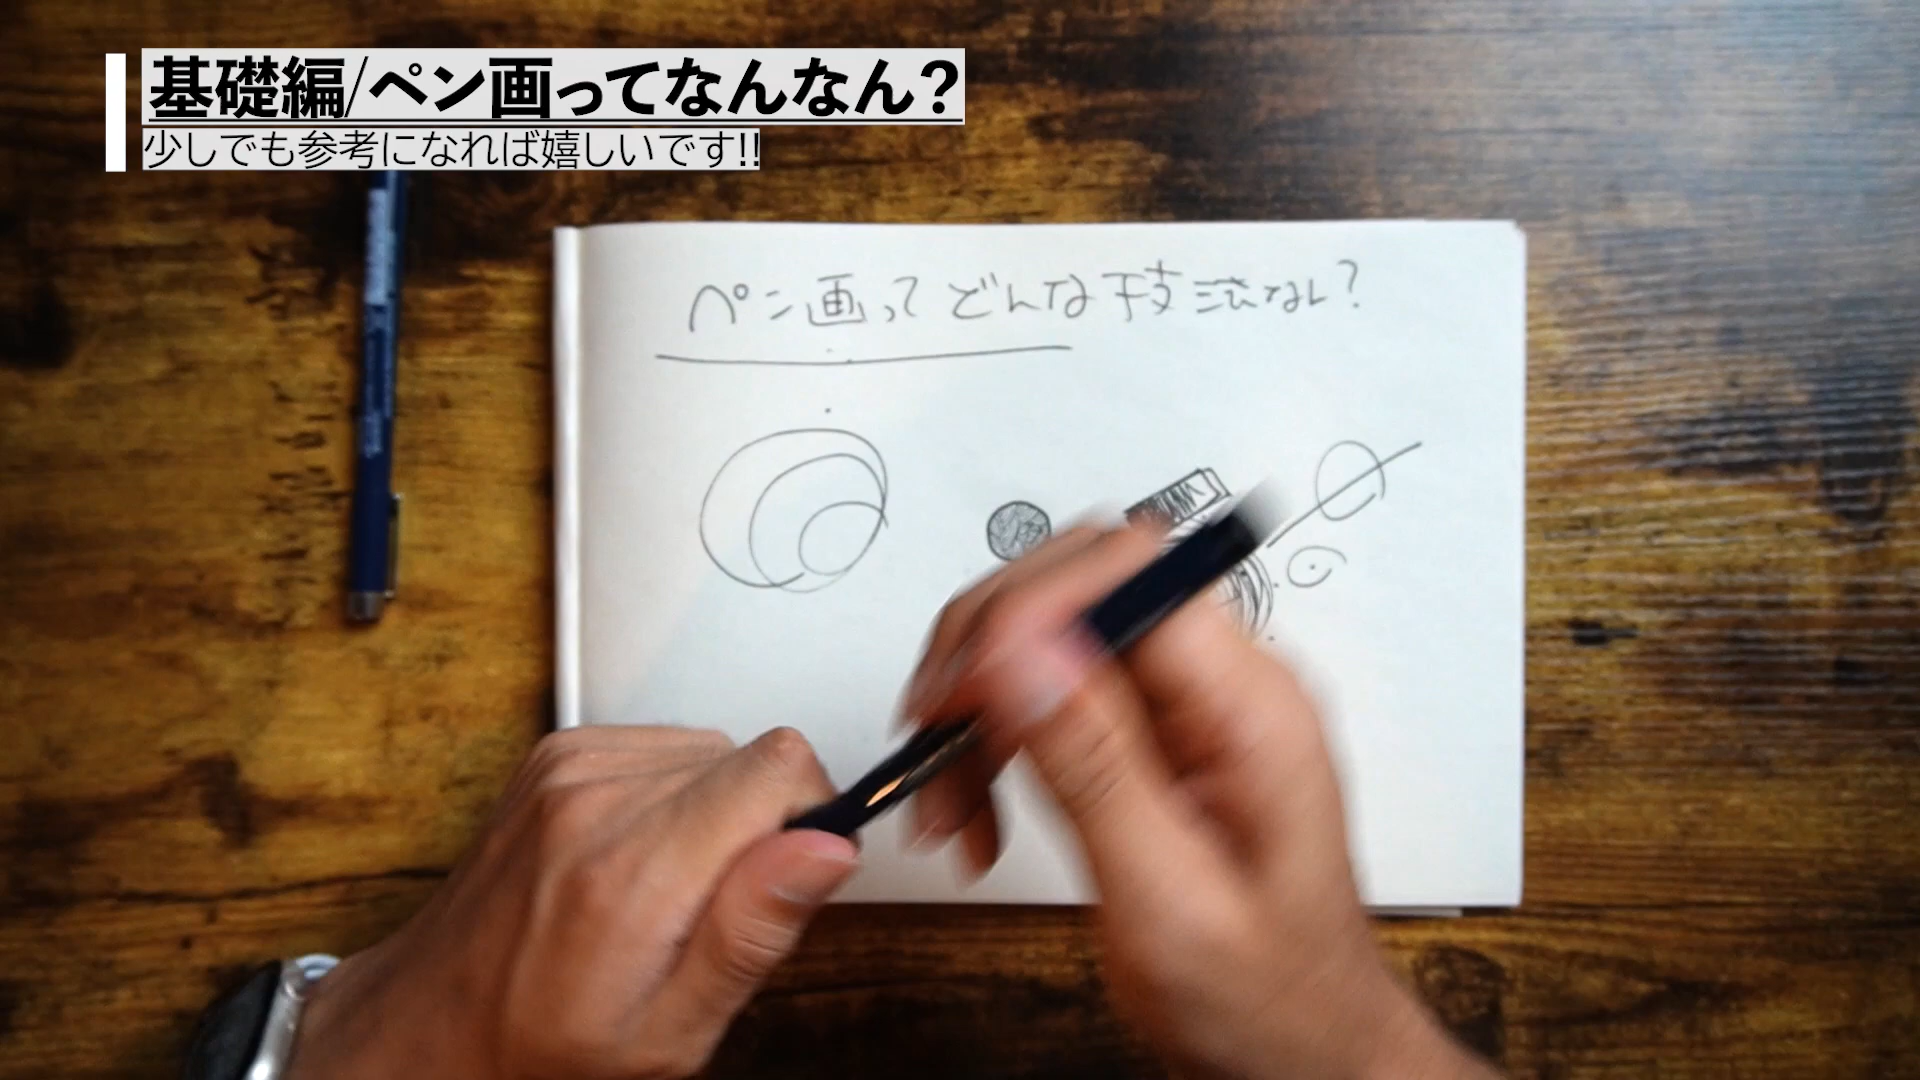 基礎編/ペン画ってなんなん?
少しでも参考になれば嬉しいです!!
ペン画ってどんな技法なん?